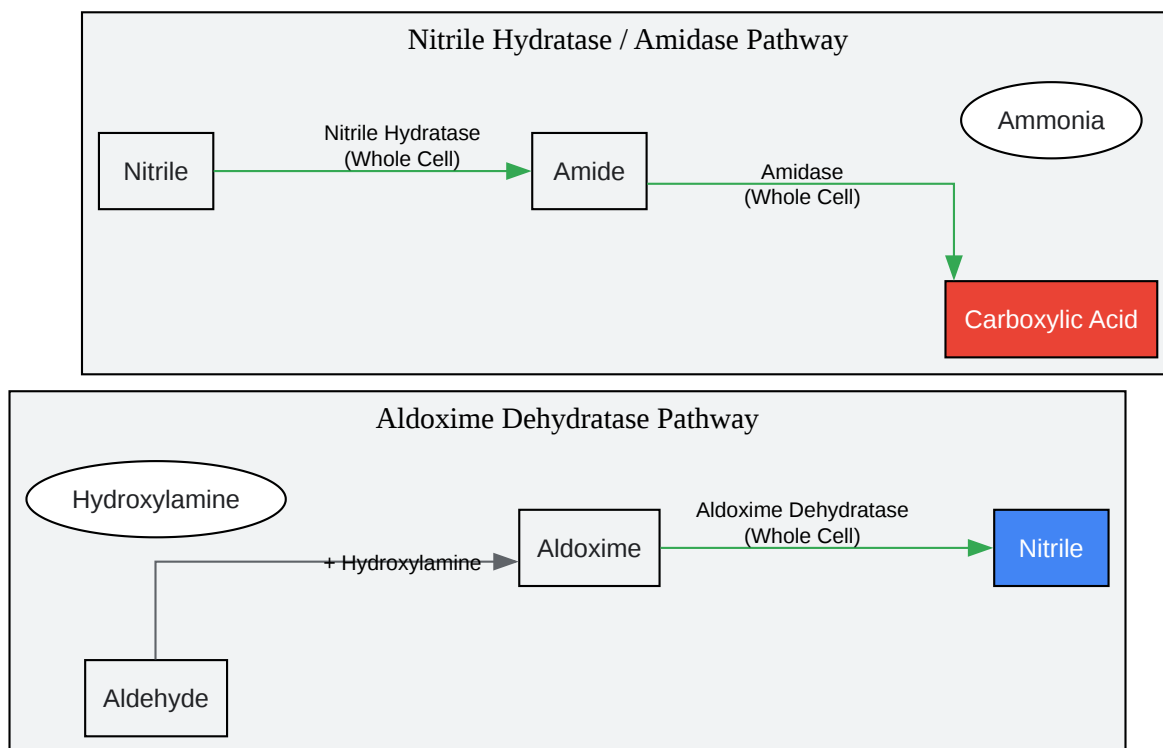 Nitrile Hydratase / Amidase Pathway
Ammonia
Nitrile
Nitrile Hydratase
(Whole Cell)
Amide
Amidase
(Whole Cell)
Carboxylic Acid
Aldoxime Dehydratase Pathway
Hydroxylamine
+ Hydroxylamine
Aldoxime
Aldoxime Dehydratase
(Whole Cell)
Nitrile
Aldehyde